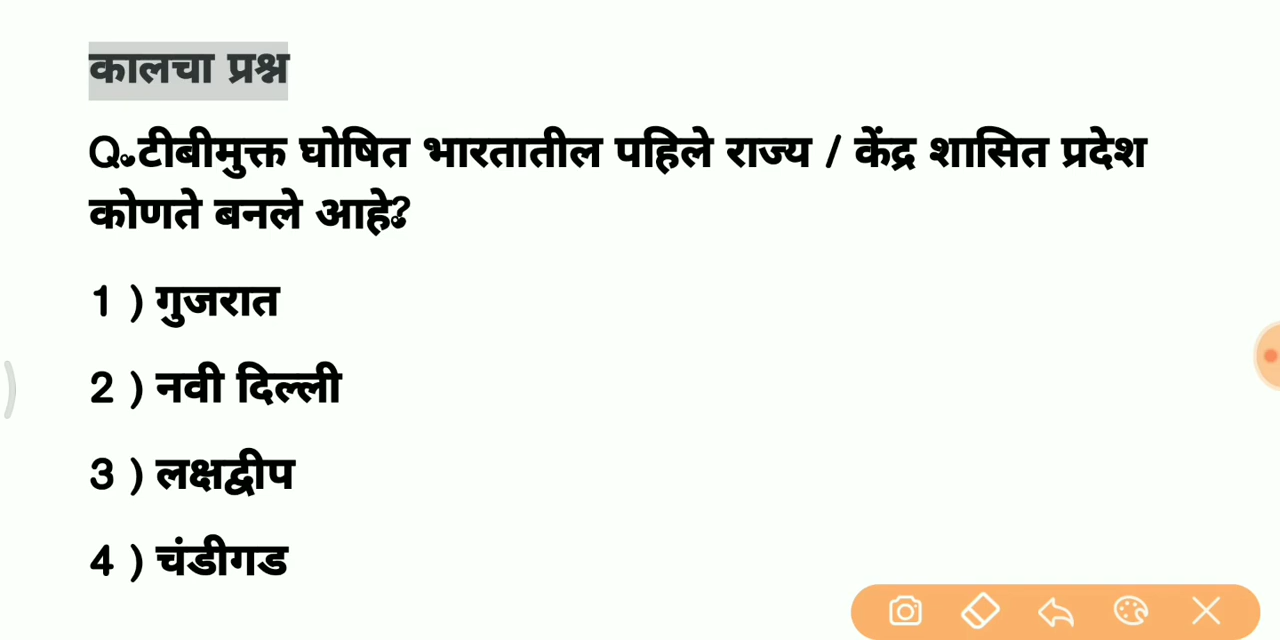 कालचा प्रश्न
Q.टीबीमुक्त घोषित भारतातील पहिले राज्य / केंद्र शासित प्रदेश
कोणते बनले आहे?
1 ) गुजरात
2 ) नवी दिल्ली
3 ) लक्षद्वीप
4 ) चंडीगड